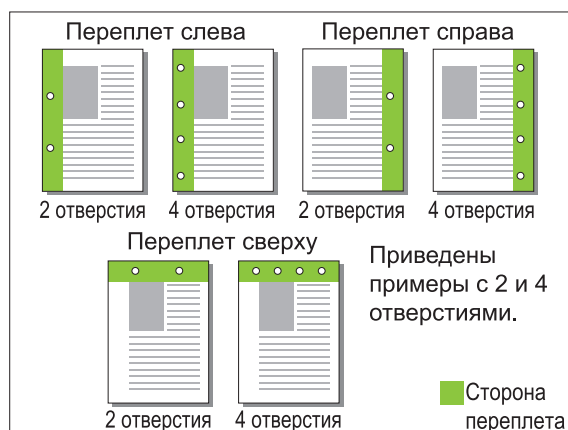 Переплет слева
Переплет справа
2 отверстия
4 отверстия
2 отверстия
4 отверстия
Переплет сверху
Приведены
примеры с 2 и 4
отверстиями.
2 отверстия
4 отверстия
Сторона
переплета